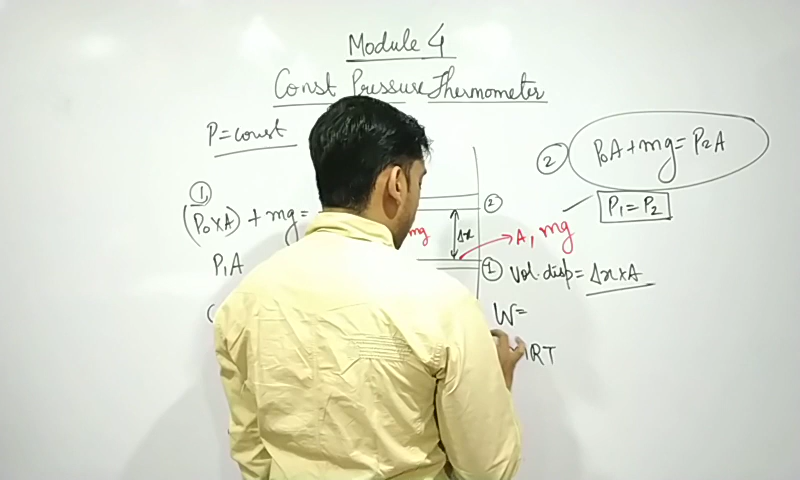 Module 4
Const Pressure Thermometer
P=const
①
(P₀×A) + mg=
P₁A
②
P₀A+mg=P₂A
P₁=P₂
②
mg
Δx
A, mg
①
Vol. disp = Δx×A
W=
RT